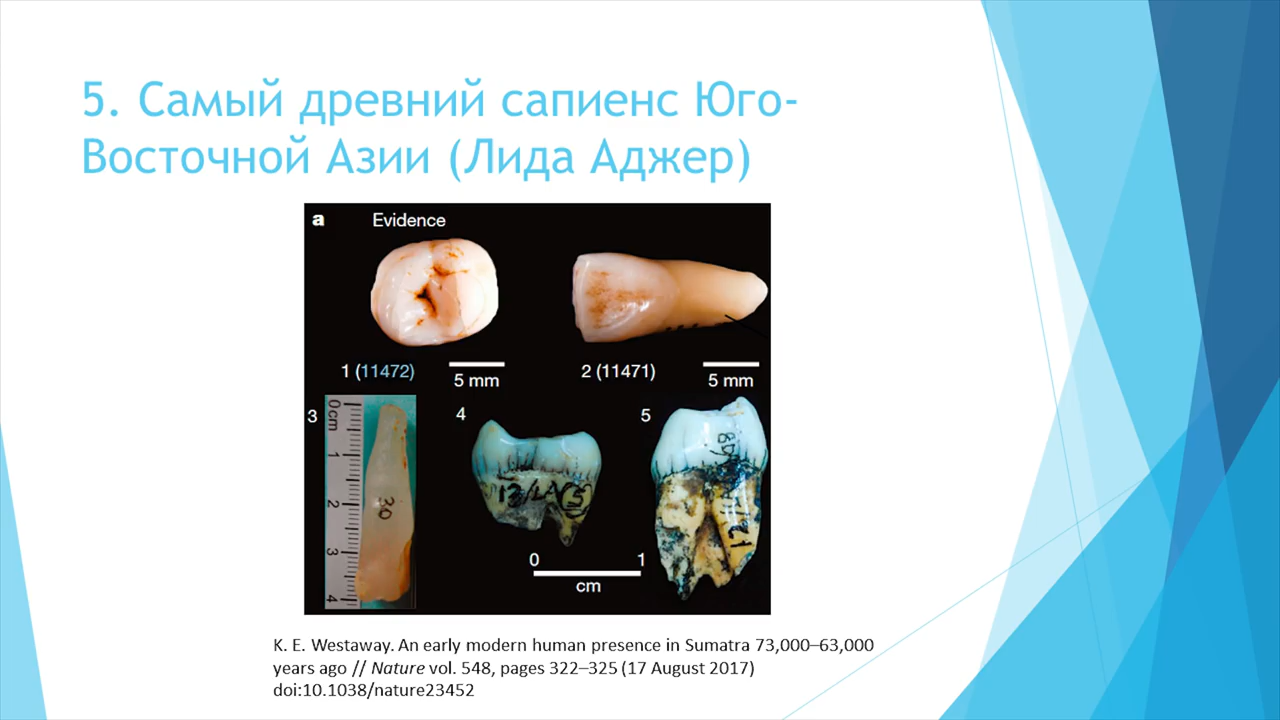 5. Самый древний сапиенс Юго-
Восточной Азии (Лида Аджер)
a Evidence
1 (11472)
5 mm
2 (11471)
5 mm
3
0cm
1
2
3
4
30
4
5
0 1
cm
K. E. Westaway. An early modern human presence in Sumatra 73,000–63,000
years ago // Nature vol. 548, pages 322–325 (17 August 2017)
doi:10.1038/nature23452